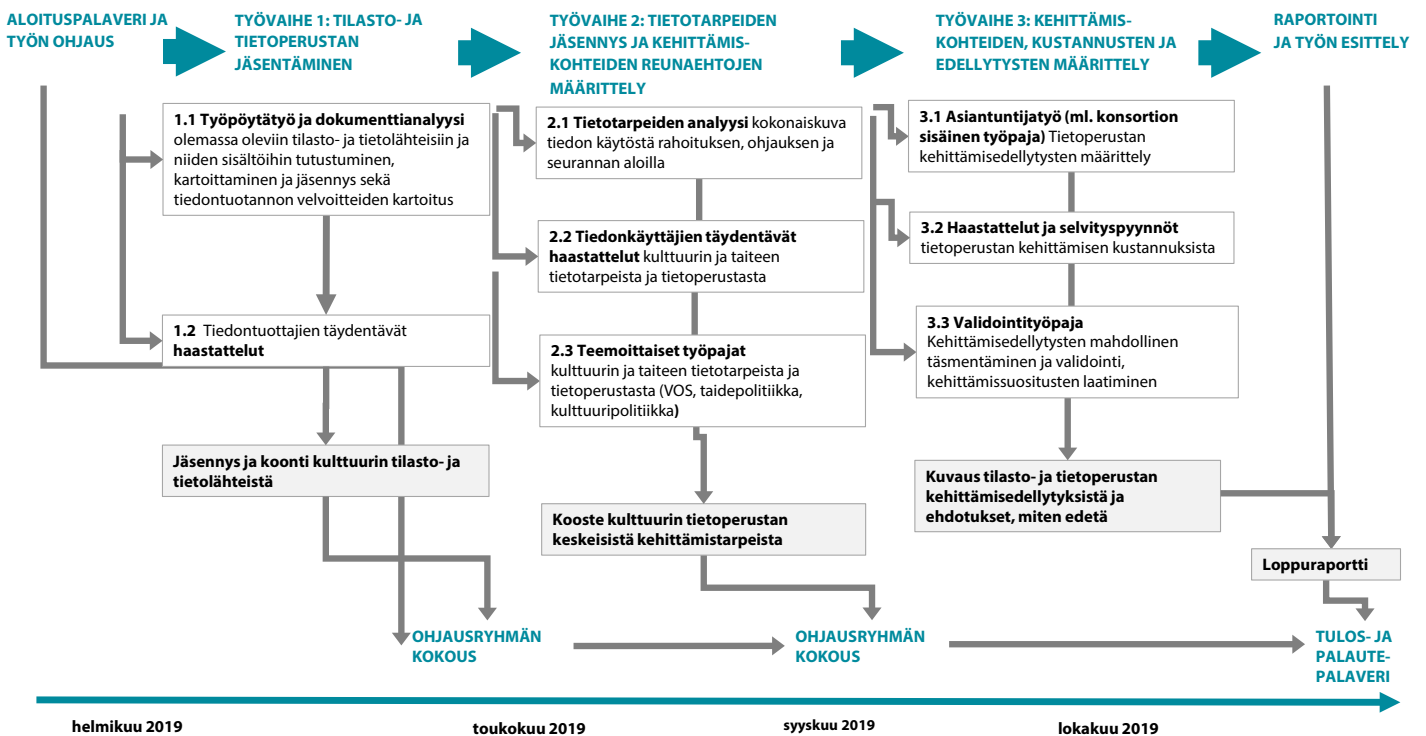 ALOITUSPALAVERI JA
TYÖN OHJAUS
TYÖVAIHE 1: TILASTO- JA
TIETOPERUSTAN
JÄSENTÄMINEN
TYÖVAIHE 2: TIETOTARPEIDEN
JÄSENNYS JA KEHITTÄMIS-
KOHTEIDEN REUNAEHTOJEN
MÄÄRITTELY
TYÖVAIHE 3: KEHITTÄMIS-
KOHTEIDEN, KUSTANNUSTEN JA
EDELLYTYSTEN MÄÄRITTELY
RAPORTOINTI
JA TYÖN ESITTELY
1.1 Työpöytätyö ja dokumenttianalyysi
olemassa oleviin tilasto- ja tietolähteisiin ja
niiden sisältöihin tutustuminen,
kartoittaminen ja jäsennys sekä
tiedontuotannon velvoitteiden kartoitus
1.2 Tiedontuottajien täydentävät
haastattelut
Jäsennys ja koonti kulttuurin tilasto- ja
tietolähteistä
2.1 Tietotarpeiden analyysi kokonaiskuva
tiedon käytöstä rahoituksen, ohjauksen ja
seurannan aloilla
2.2 Tiedonkäyttäjien täydentävät
haastattelut kulttuurin ja taiteen
tietotarpeista ja tietoperustasta
2.3 Teemoittaiset työpajat
kulttuurin ja taiteen tietotarpeista ja
tietoperustasta (VOS, taidepolitiikka,
kulttuuripolitiikka)
Kooste kulttuurin tietoperustan
keskeisistä kehittämistarpeista
3.1 Asiantuntijatyö (ml. konsortion
sisäinen työpaja) Tietoperustan
kehittämisedellytysten määrittely
3.2 Haastattelut ja selvityspyynnöt
tietoperustan kehittämisen kustannuksista
3.3 Validointityöpaja
Kehittämisedellytysten mahdollinen
täsmentäminen ja validointi,
kehittämissuositusten laatiminen
Kuvaus tilasto- ja tietoperustan
kehittämisedellytyksistä ja
ehdotukset, miten edetä
Loppuraportti
OHJAUSRYHMÄN
KOKOUS
OHJAUSRYHMÄN
KOKOUS
TULOS- JA
PALAUTE-
PALAVERI
helmikuu 2019
toukokuu 2019
syyskuu 2019
lokakuu 2019